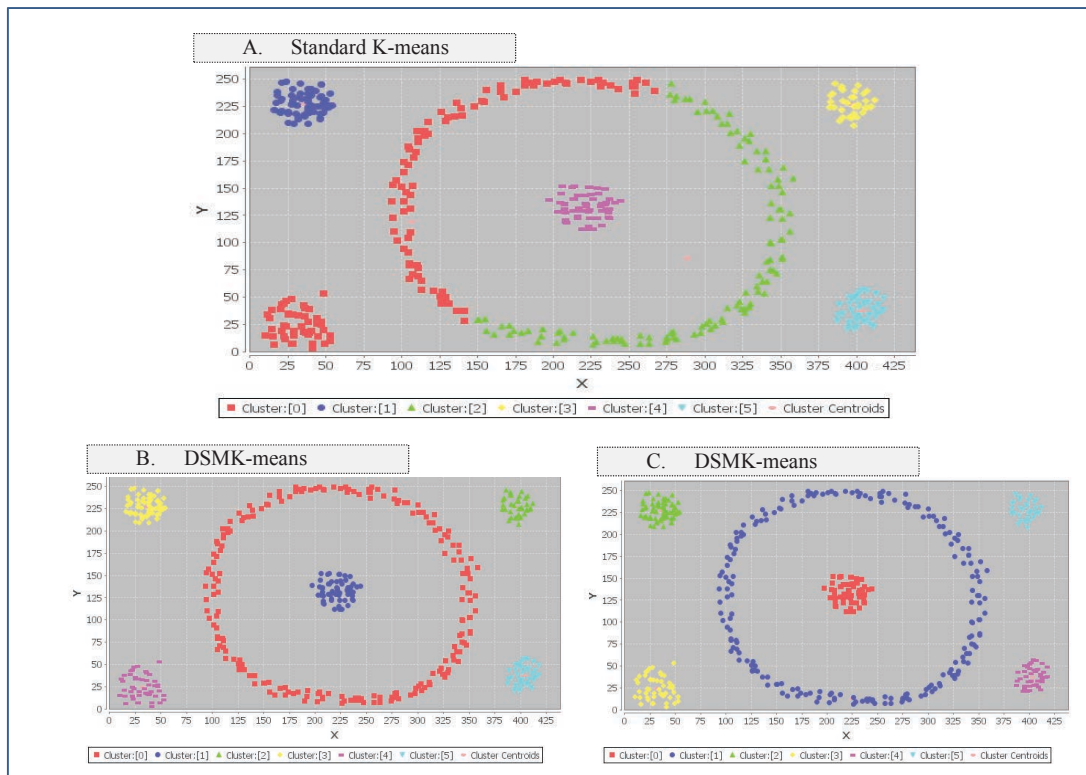 A. Standard K-means
250
225
200
175
150
125
100
75
50
25
0
Y
0 25 50 75 100 125 150 175 200 225 250 275 300 325 350 375 400 425
X
Cluster:[0] Cluster:[1] Cluster:[2] Cluster:[3] Cluster:[4] Cluster:[5] Cluster Centroids
B. DSMK-means
250
225
200
175
150
125
100
75
50
25
0
Y
0 25 50 75 100 125 150 175 200 225 250 275 300 325 350 375 400 425
X
Cluster:[0] Cluster:[1] Cluster:[2] Cluster:[3] Cluster:[4] Cluster:[5] Cluster Centroids
C. DSMK-means
250
225
200
175
150
125
100
75
50
25
0
Y
0 25 50 75 100 125 150 175 200 225 250 275 300 325 350 375 400 425
X
Cluster:[0] Cluster:[1] Cluster:[2] Cluster:[3] Cluster:[4] Cluster:[5] Cluster Centroids